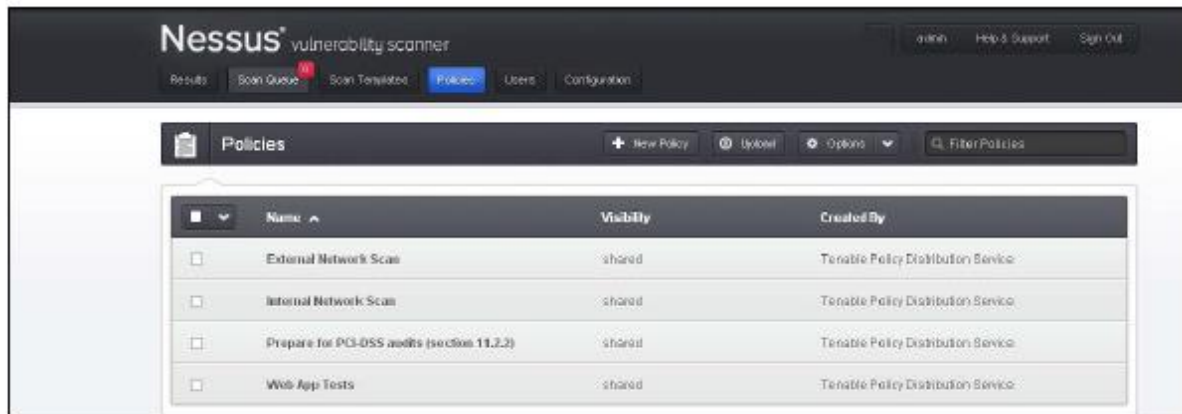 Nessus vulnerability scanner
admin Help & Support Sign Out
Results Scan Queue 0 Scan Templates Policies Users Configuration
Policies New Policy Upload Options Filter Policies
Name Visibility Created By
External Network Scan shared Tenable Policy Distribution Service
Internal Network Scan shared Tenable Policy Distribution Service
Prepare for PCI-DSS audits (section 11.2.2) shared Tenable Policy Distribution Service
Web App Tests shared Tenable Policy Distribution Service